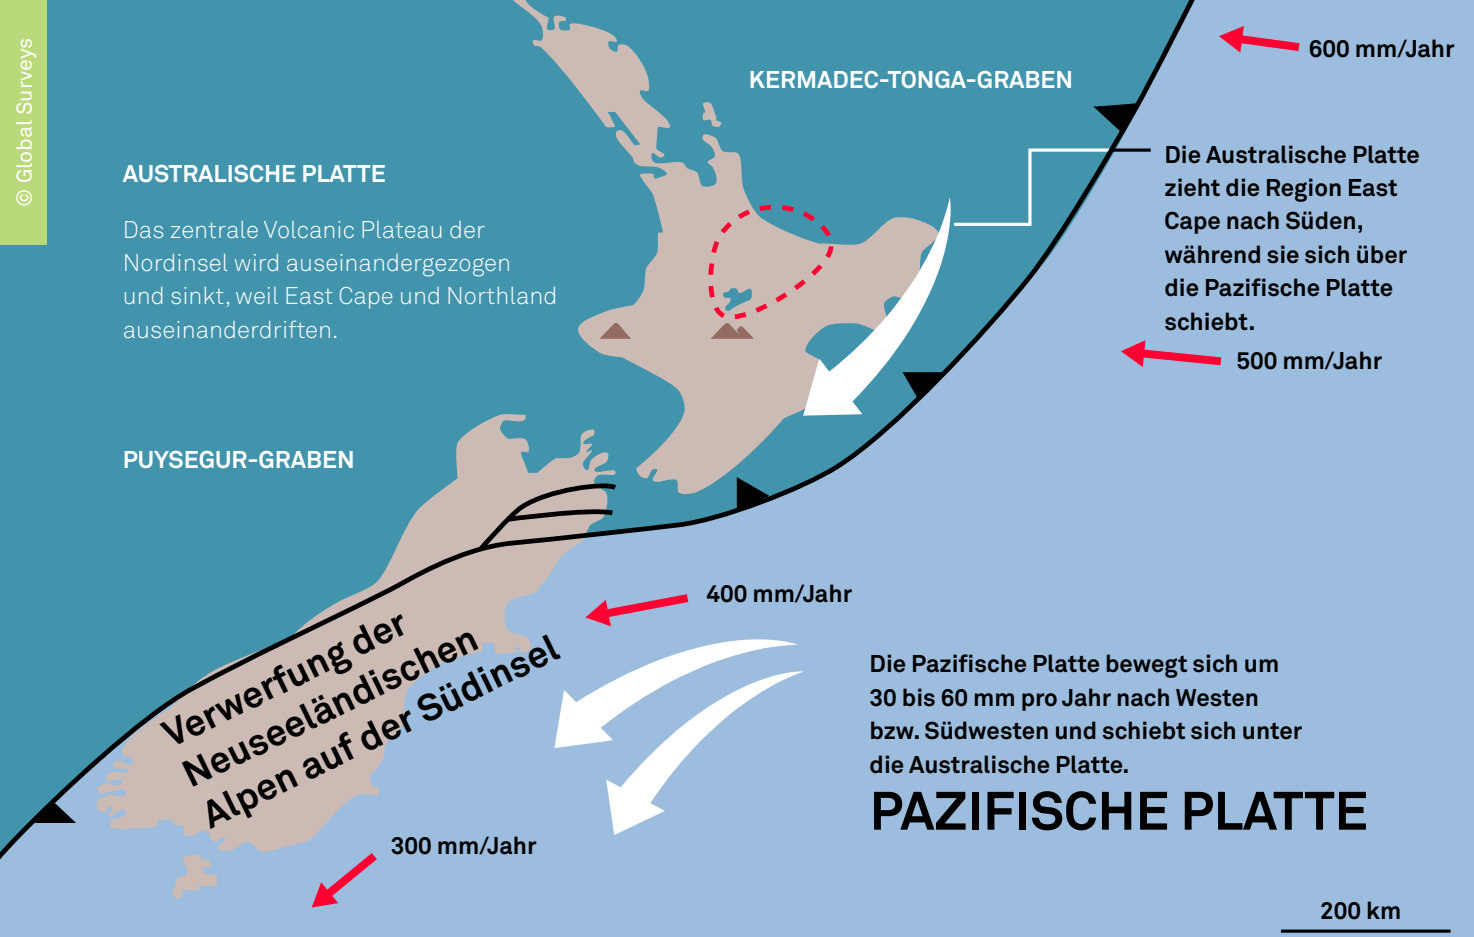 © Global Surveys
KERMADEC-TONGA-GRABEN
600 mm/Jahr
AUSTRALISCHE PLATTE
Das zentrale Volcanic Plateau der
Nordinsel wird auseinandergezogen
und sinkt, weil East Cape und Northland
auseinanderdriften.
Die Australische Platte
zieht die Region East
Cape nach Süden,
während sie sich über
die Pazifische Platte
schiebt.
500 mm/Jahr
PUYSEGUR-GRABEN
400 mm/Jahr
Verwerfung der
Neuseeländischen
Alpen auf der Südinsel
Die Pazifische Platte bewegt sich um
30 bis 60 mm pro Jahr nach Westen
bzw. Südwesten und schiebt sich unter
die Australische Platte.
PAZIFISCHE PLATTE
300 mm/Jahr
200 km